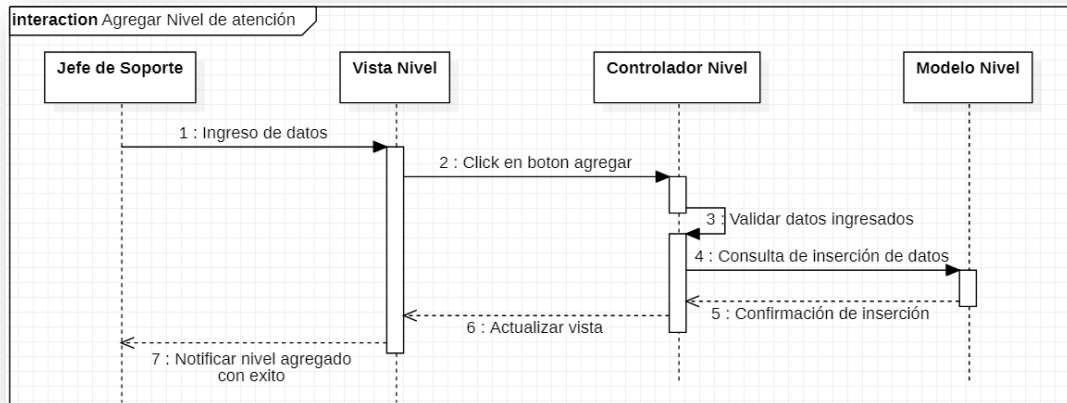 interaction Agregar Nivel de atención
Jefe de Soporte
Vista Nivel
Controlador Nivel
Modelo Nivel
1 : Ingreso de datos
2 : Click en boton agregar
3 : Validar datos ingresados
4 : Consulta de inserción de datos
5 : Confirmación de inserción
6 : Actualizar vista
7 : Notificar nivel agregado
con exito